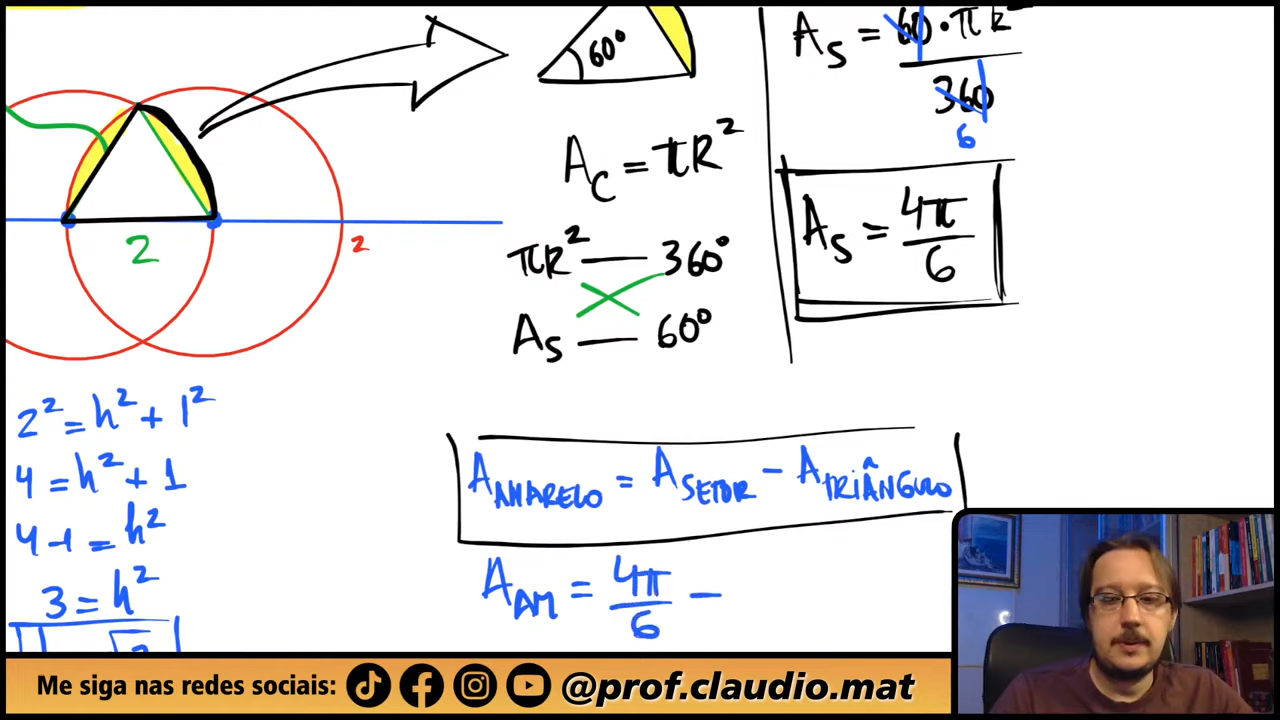 2
2
2² = h² + 1²
4 = h² + 1
4 - 1 = h²
3 = h²
60°
A_C = πR²
πR² — 360°
A_S — 60°
A_S = 60 · πR²
360
6
A_S = 4π/6
A_AMARELO = A_SETOR - A_TRIÂNGULO
A_AM = 4π/6 -
Me siga nas redes sociais: @prof.claudio.mat